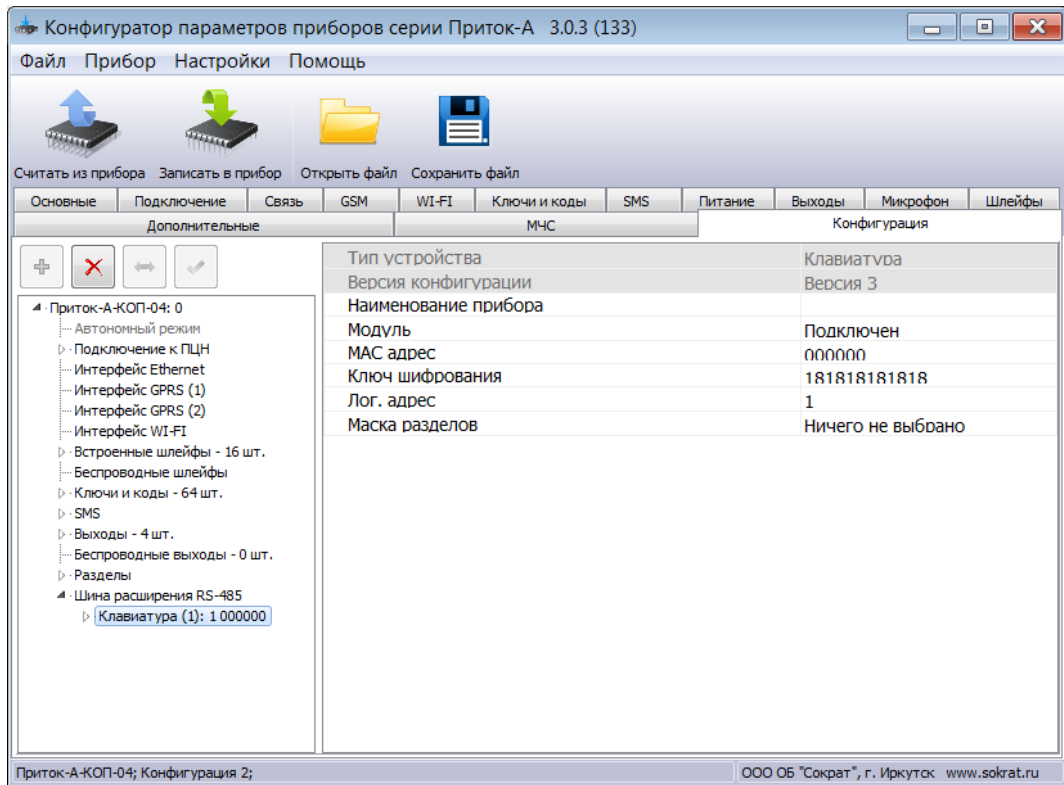 Конфигуратор параметров приборов серии Приток-А 3.0.3 (133)
Файл Прибор Настройки Помощь
Считать из прибора Записать в прибор Открыть файл Сохранить файл
Основные Подключение Связь GSM WI-FI Ключи и коды SMS Питание Выходы Микрофон Шлейфы
Дополнительные МЧС Конфигурация
Приток-А-КОП-04: 0
Автономный режим
Подключение к ПЦН
Интерфейс Ethernet
Интерфейс GPRS (1)
Интерфейс GPRS (2)
Интерфейс WI-FI
Встроенные шлейфы - 16 шт.
Беспроводные шлейфы
Ключи и коды - 64 шт.
SMS
Выходы - 4 шт.
Беспроводные выходы - 0 шт.
Разделы
Шина расширения RS-485
Клавиатура (1): 1 000000
Тип устройства Клавиатура
Версия конфигурации Версия 3
Наименование прибора
Модуль Подключен
MAC адрес 000000
Ключ шифрования 181818181818
Лог. адрес 1
Маска разделов Ничего не выбрано
Приток-А-КОП-04; Конфигурация 2; ООО ОБ "Сократ", г. Иркутск www.sokrat.ru